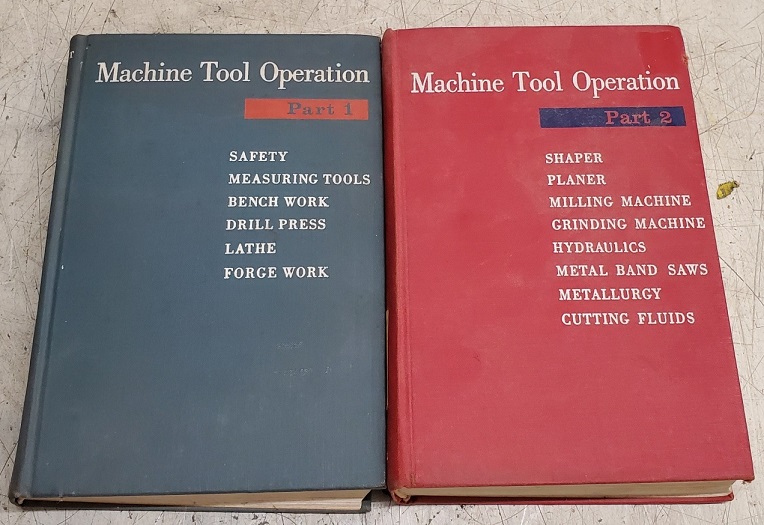 Machine Tool Operation
Part 1
SAFETY
MEASURING TOOLS
BENCH WORK
DRILL PRESS
LATHE
FORGE WORK
Machine Tool Operation
Part 2
SHAPER
PLANER
MILLING MACHINE
GRINDING MACHINE
HYDRAULICS
METAL BAND SAWS
METALLURGY
CUTTING FLUIDS